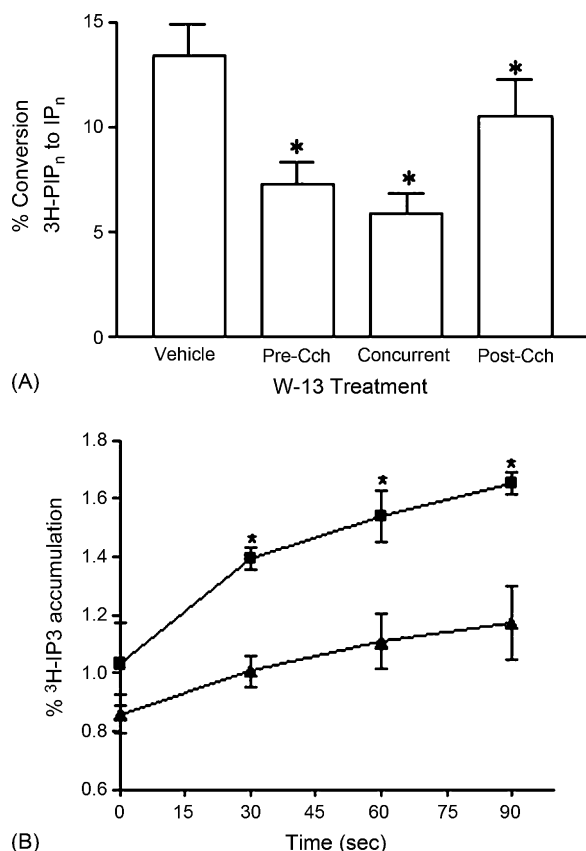 % Conversion
3H-PIPn to IPn
15
10
5
0
*
*
*
Vehicle Pre-Cch Concurrent Post-Cch
(A)
W-13 Treatment
% ³H-IP3 accumulation
1.8
1.6
1.4
1.2
1.0
0.8
0.6
*
*
*
0 15 30 45 60 75 90
(B)
Time (sec)